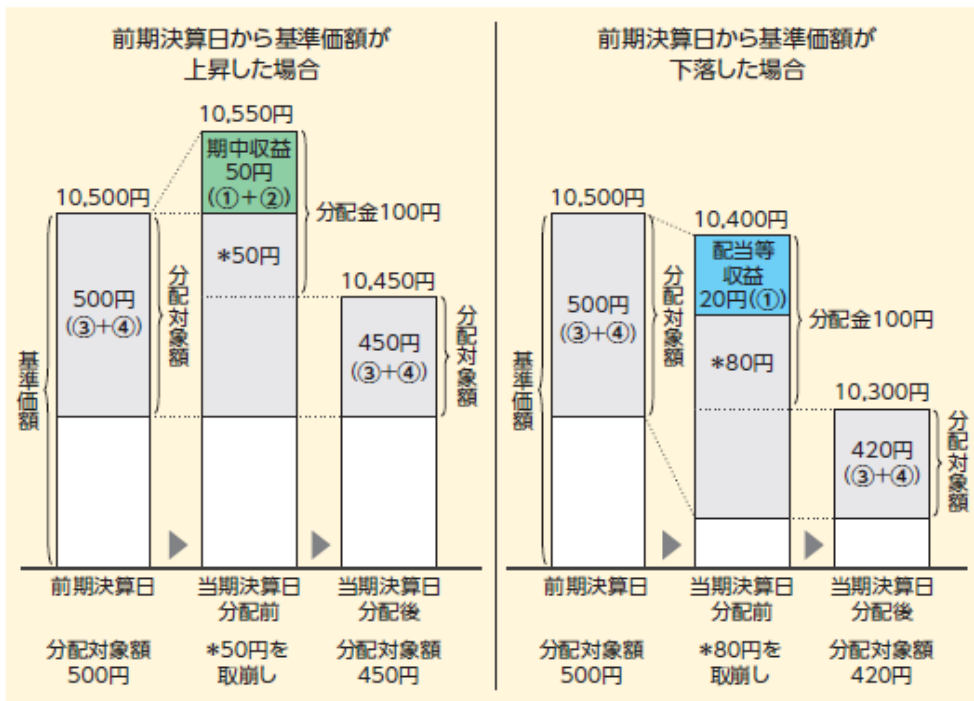 前期決算日から基準価額が
上昇した場合
10,550円
期中収益
50円
(①+②)
10,500円
分配金100円
*50円
10,450円
500円
(③+④)
分配対象額
450円
(③+④)
分配対象額
基準価額
前期決算日
当期決算日
分配前
当期決算日
分配後
分配対象額
500円
*50円を
取崩し
分配対象額
450円
前期決算日から基準価額が
下落した場合
10,500円
10,400円
配当等
収益
20円(①)
500円
(③+④)
分配対象額
分配金100円
*80円
10,300円
420円
(③+④)
分配対象額
基準価額
前期決算日
当期決算日
分配前
当期決算日
分配後
分配対象額
500円
*80円を
取崩し
分配対象額
420円